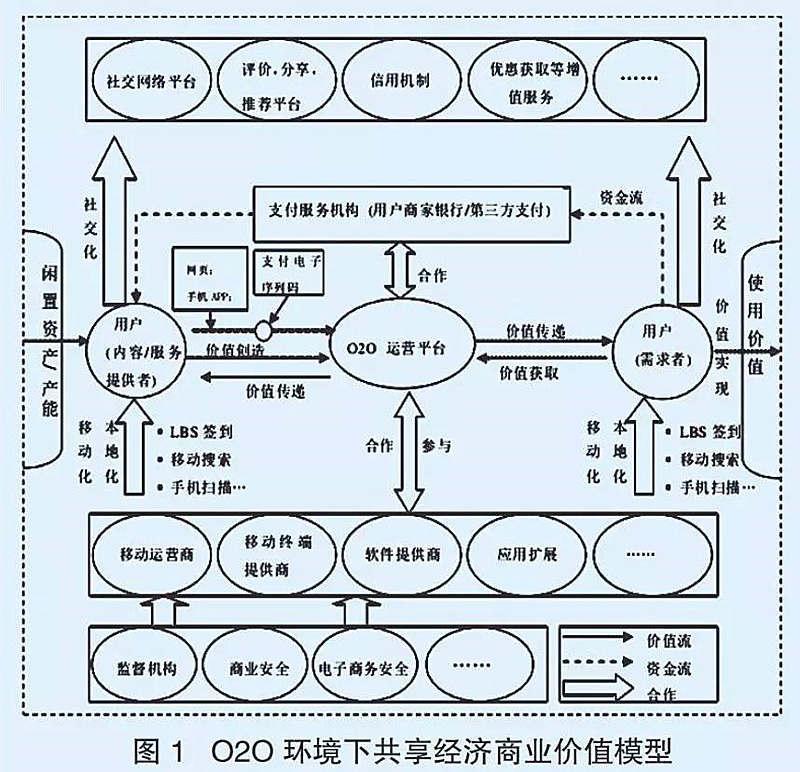 社交网络平台
评价，分享，
推荐平台
信用机制
优惠获取等增
值服务
……
社交化
支付服务机构（用户商家银行/第三方支付）
资金流
社交化
网页；
手机 APP；
支付电子
序列码
合作
闲置资产/产能
用户
(内容/服务
提供者)
价值创造
价值传递
O2O 运营平台
价值传递
价值获取
用户
(需求者)
价值实现
使用价值
移动化
本地化
• LBS 签到
• 移动搜索
• 手机扫描…
合作
参与
移动化
本地化
• LBS 签到
• 移动搜索
• 手机扫描…
移动运营商
移动终端
提供商
软件提供商
应用扩展
……
监督机构
商业安全
电子商务安全
……
价值流
资金流
合作
图 1 O2O 环境下共享经济商业价值模型